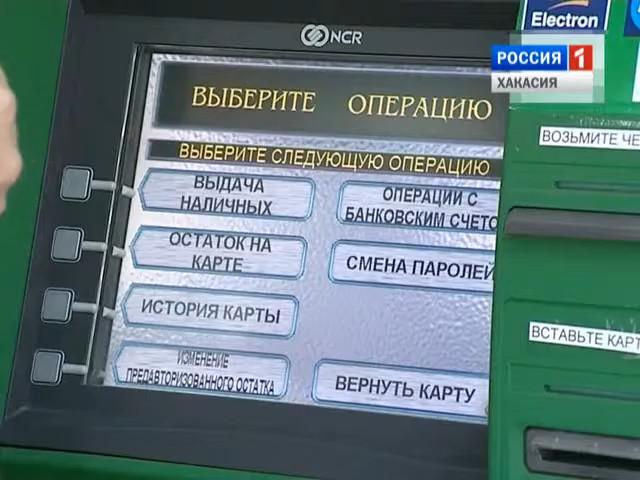 NCR
Electron
РОССИЯ 1
ХАКАСИЯ
ВЫБЕРИТЕ ОПЕРАЦИЮ
ВОЗЬМИТЕ ЧЕ
ВЫБЕРИТЕ СЛЕДУЮЩУЮ ОПЕРАЦИЮ
ВЫДАЧА
НАЛИЧНЫХ
ОПЕРАЦИИ С
БАНКОВСКИМ СЧЕТО
ОСТАТОК НА
КАРТЕ
СМЕНА ПАРОЛЕЙ
ИСТОРИЯ КАРТЫ
ВСТАВЬТЕ КАРТ
ИЗМЕНЕНИЕ
ПРЕДАВТОРИЗОВАННОГО ОСТАТКА
ВЕРНУТЬ КАРТУ